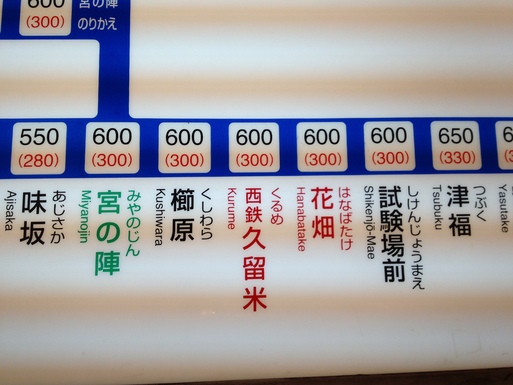 600
(300)
宮の陣
のりかえ
550
(280)
600
(300)
600
(300)
600
(300)
600
(300)
600
(300)
650
(330)
味坂
あじさか
Ajisaka
宮の陣
みやのじん
Miyanojin
櫛原
くしわら
Kushiwara
西鉄久留米
くるめ
Kurume
花畑
はなばたけ
Hanabatake
試験場前
しけんじょうまえ
Shikenjō-Mae
津福
つぶく
Tsubuku
Yasutake